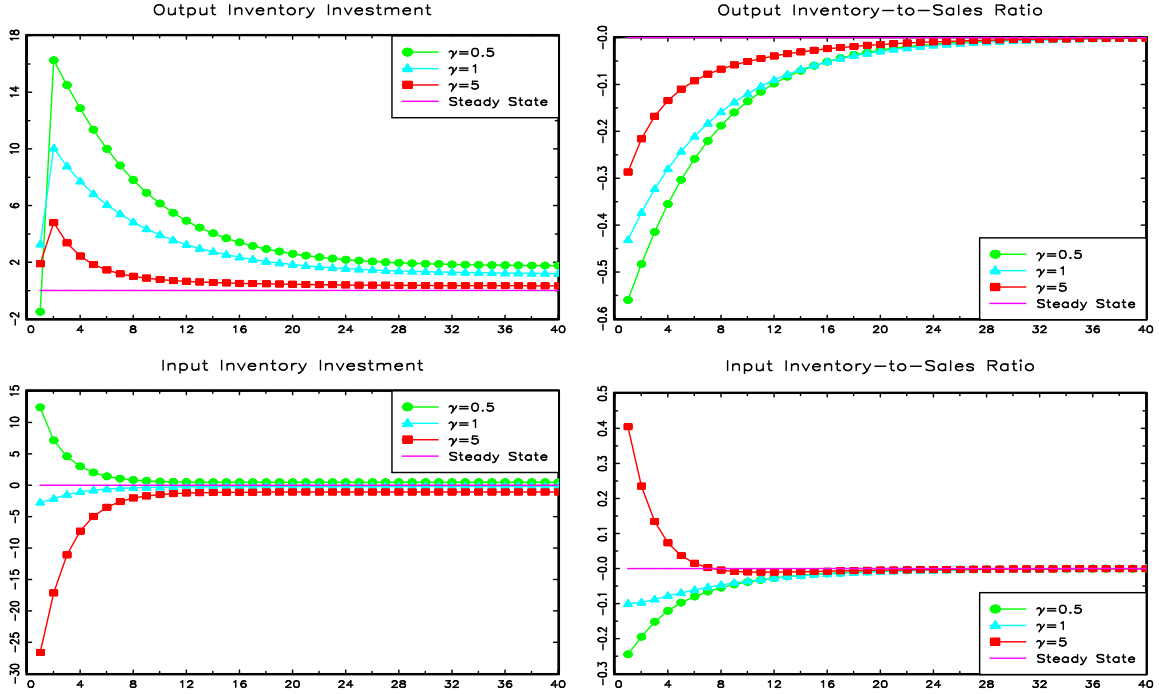 Output Inventory Investment
18
14
10
6
2
-2
γ=0.5
γ=1
γ=5
Steady State
0 4 8 12 16 20 24 28 32 36 40
Output Inventory-to-Sales Ratio
-0.0
-0.1
-0.2
-0.3
-0.4
-0.5
-0.6
γ=0.5
γ=1
γ=5
Steady State
0 4 8 12 16 20 24 28 32 36 40
Input Inventory Investment
15
10
5
0
-5
-10
-15
-20
-25
-30
γ=0.5
γ=1
γ=5
Steady State
0 4 8 12 16 20 24 28 32 36 40
Input Inventory-to-Sales Ratio
0.5
0.4
0.3
0.2
0.1
-0.0
-0.1
-0.2
-0.3
γ=0.5
γ=1
γ=5
Steady State
0 4 8 12 16 20 24 28 32 36 40